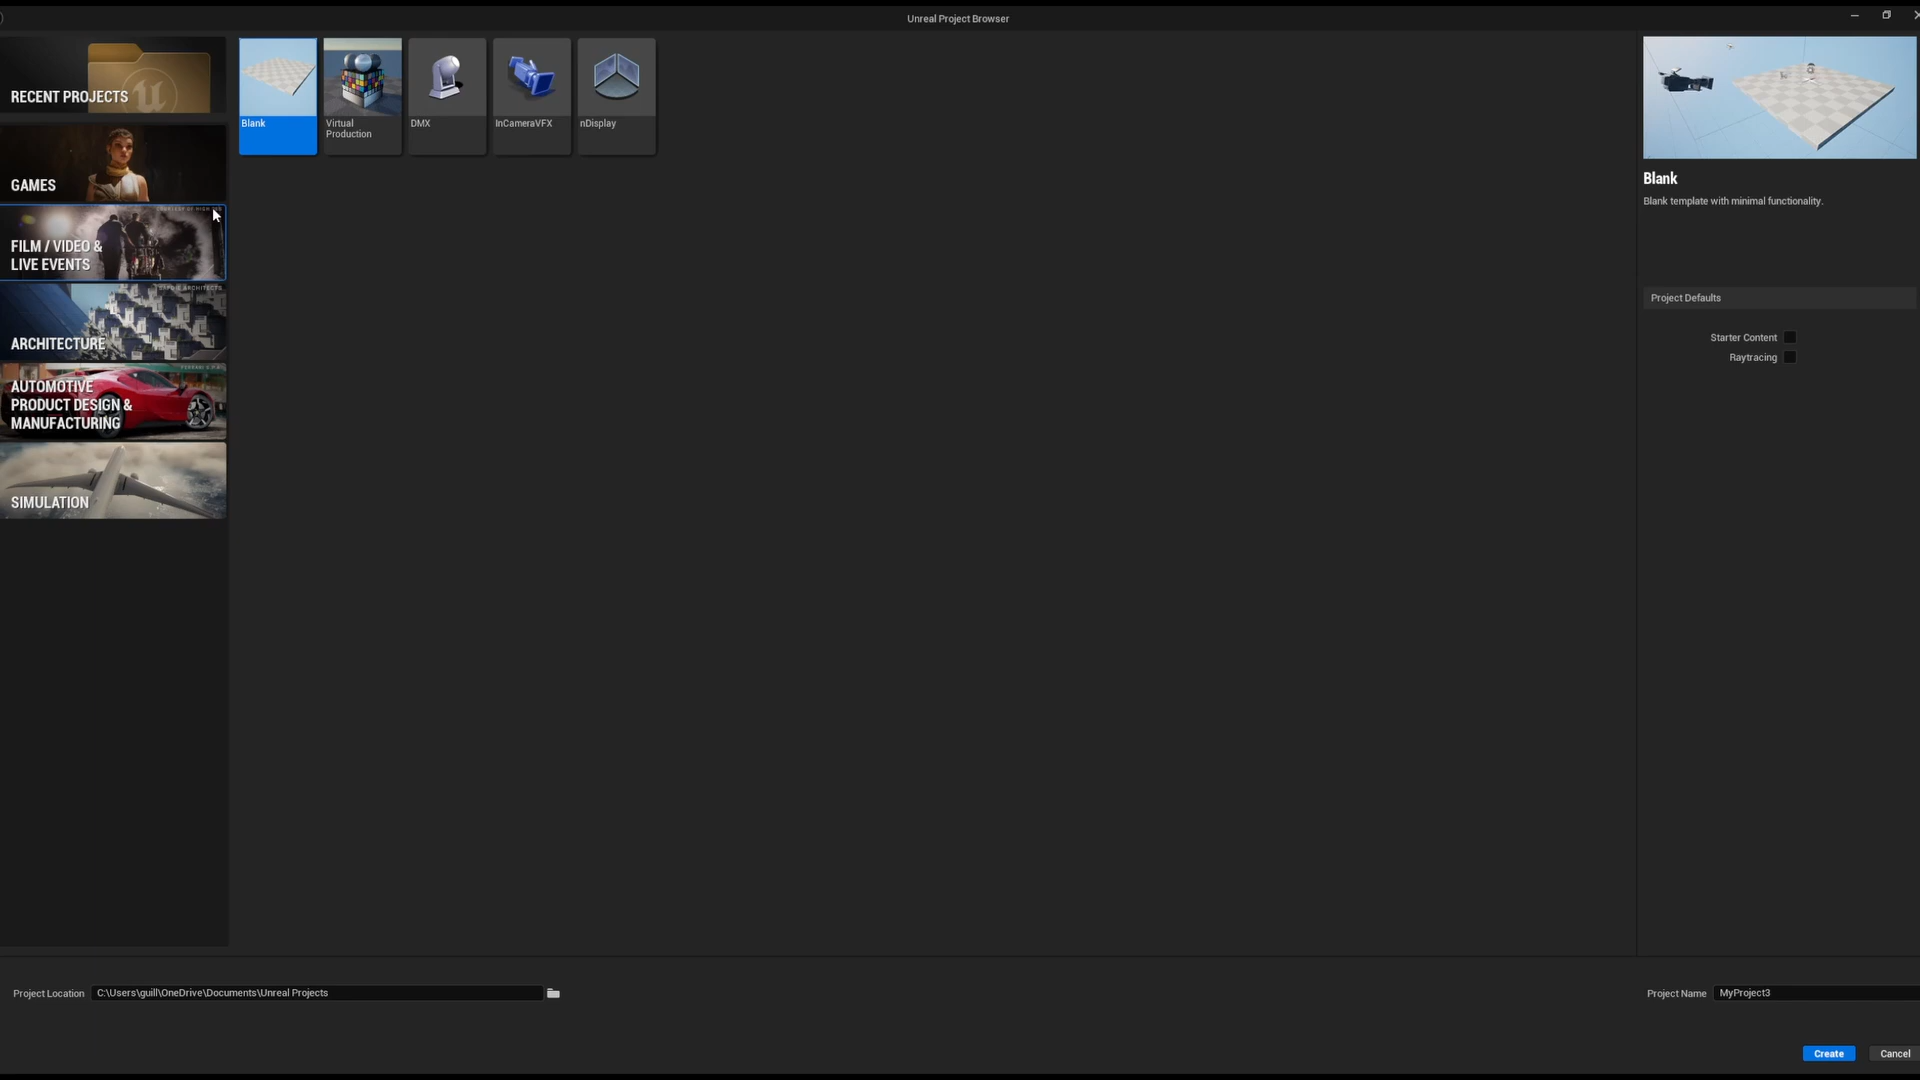 Unreal Project Browser
RECENT PROJECTS
GAMES
FILM / VIDEO &
LIVE EVENTS
ARCHITECTURE
AUTOMOTIVE
PRODUCT DESIGN &
MANUFACTURING
SIMULATION
Blank
Virtual
Production
DMX
InCameraVFX
nDisplay
Blank
Blank template with minimal functionality.
Project Defaults
Starter Content
Raytracing
Project Location
C:\Users\guill\OneDrive\Documents\Unreal Projects
Project Name
MyProject3
Create
Cancel